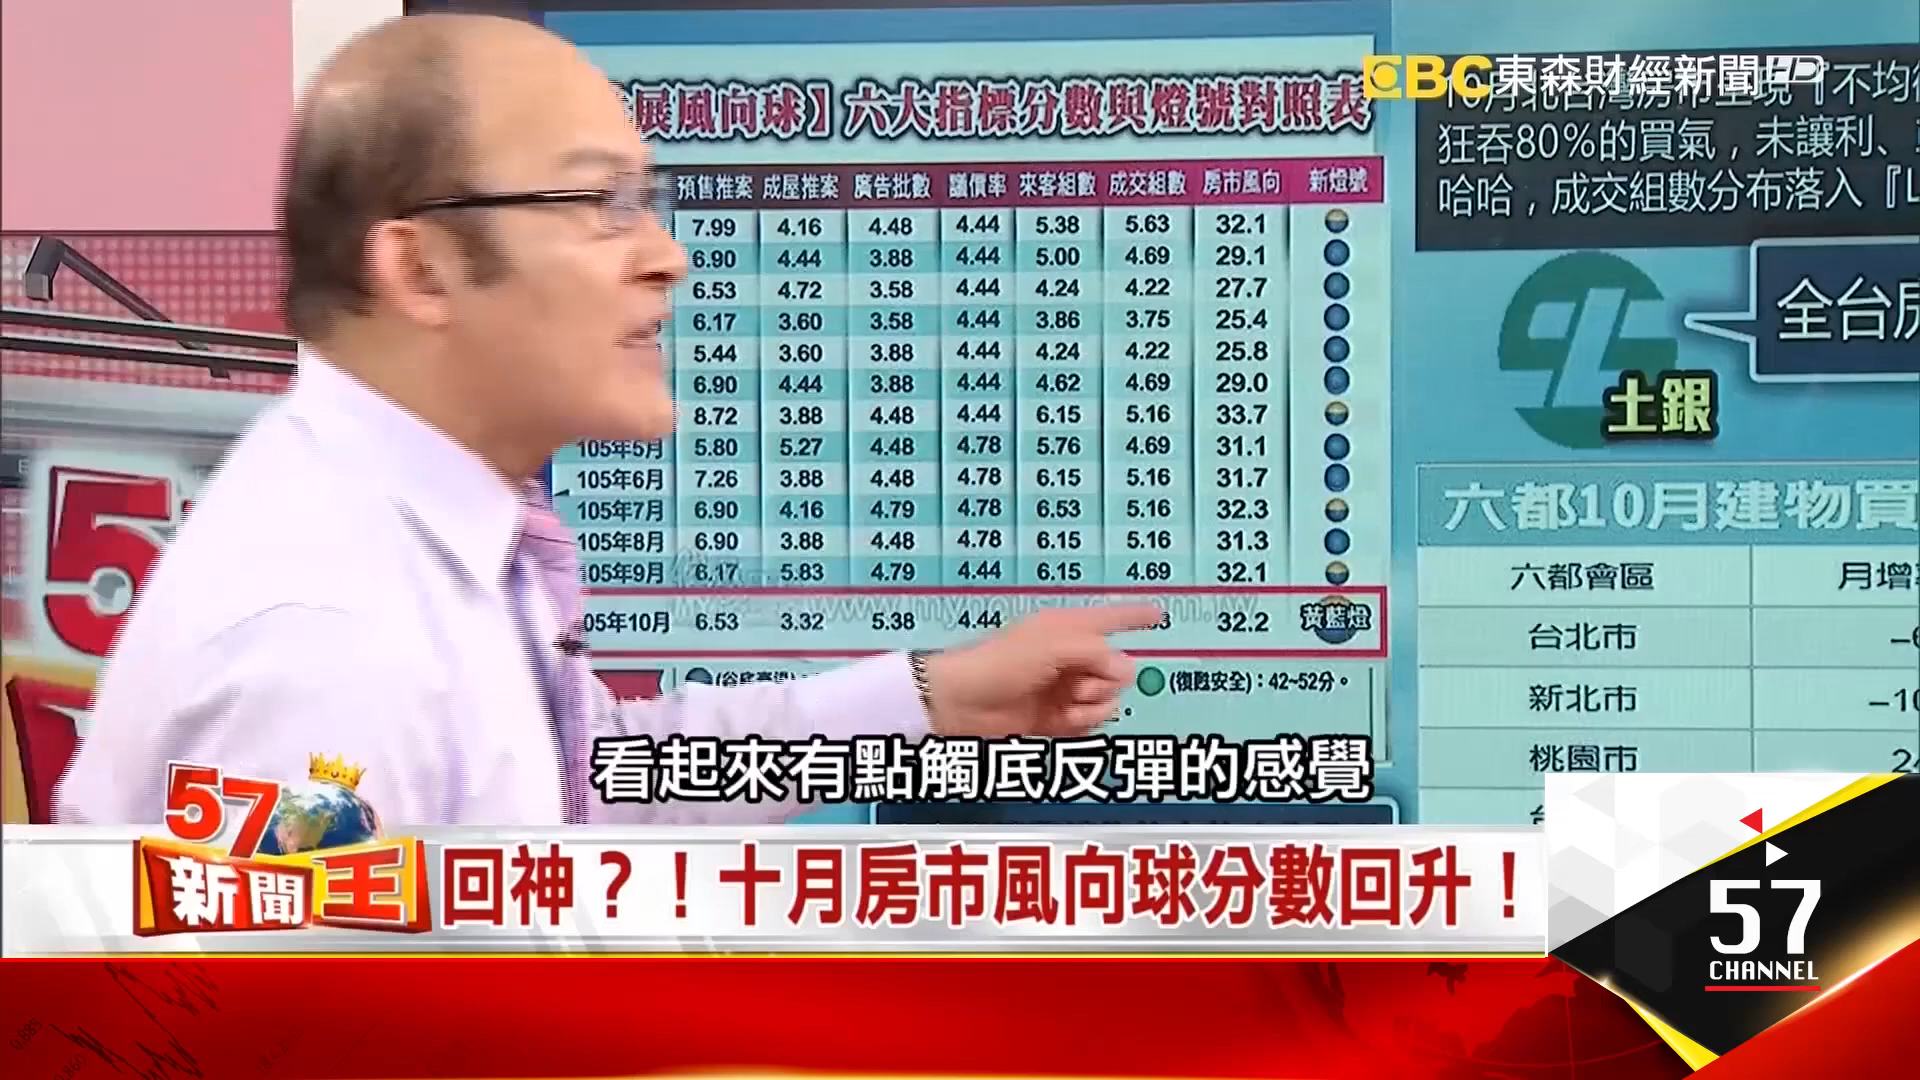 EBC東森財經新聞HD
展風向球】六大指標分數與燈號對照表
預售推案 成屋推案 廣告批數 議價率 來客組數 成交組數 房市風向 新燈號
7.99 4.16 4.48 4.44 5.38 5.63 32.1
6.90 4.44 3.88 4.44 5.00 4.69 29.1
6.53 4.72 3.58 4.44 4.24 4.22 27.7
6.17 3.60 3.58 4.44 3.86 3.75 25.4
5.44 3.60 3.88 4.44 4.24 4.22 25.8
6.90 4.44 3.88 4.44 4.62 4.69 29.0
8.72 3.88 4.48 4.44 6.15 5.16 33.7
105年5月 5.80 5.27 4.48 4.78 5.76 4.69 31.1
105年6月 7.26 3.88 4.48 4.78 6.15 5.16 31.7
105年7月 6.90 4.16 4.79 4.78 6.53 5.16 32.3
105年8月 6.90 3.88 4.48 4.78 6.15 5.16 31.3
105年9月 6.17 5.83 4.79 4.44 6.15 4.69 32.1
05年10月 6.53 3.32 5.38 4.44 32.2 黃藍燈
(復甦安全)：42~52分。
10月北台灣房市呈現『不均
狂吞80%的買氣，未讓利、
哈哈，成交組數分布落入『L
全台房
土銀
六都10月建物買
六都會區 月增
台北市
新北市 –10
桃園市
看起來有點觸底反彈的感覺
57新聞王
回神？！十月房市風向球分數回升！
57
CHANNEL